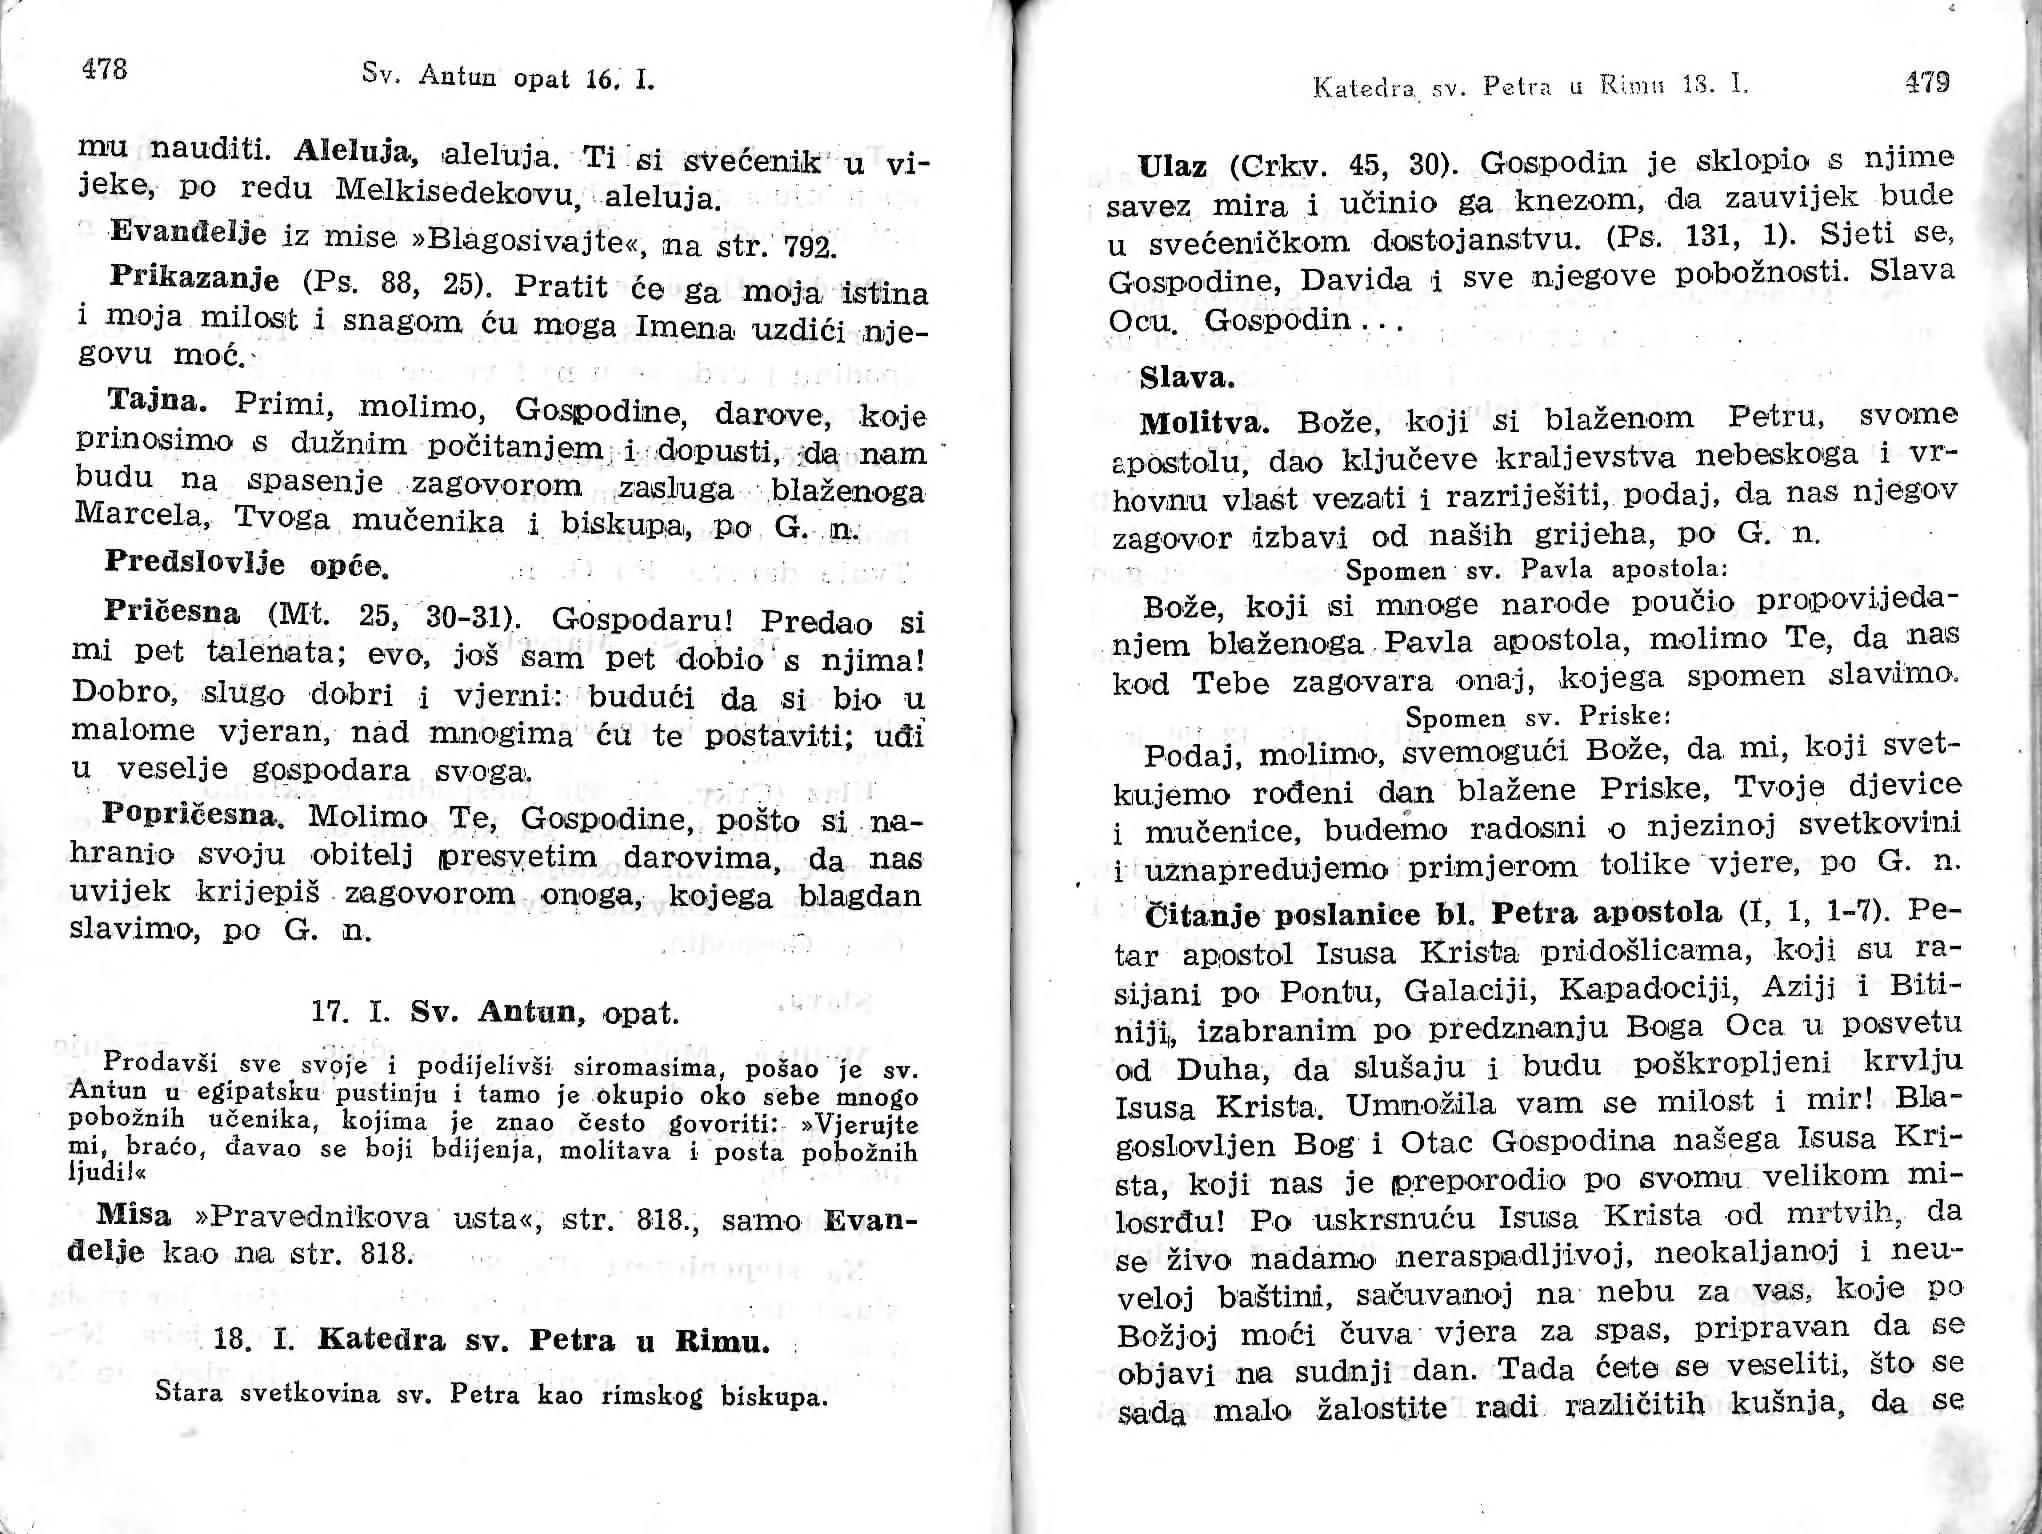 478
Sv. Antun opat 16. I.
mu nauditi. Aleluja, aleluja. Ti si svećenik u vi-
jeke, po redu Melkisedekovu, aleluja.
Evanđelje iz mise »Blagosivajte«, na str. 792.
Prikazanje (Ps. 88, 25). Pratit će ga moja istina
i moja milost i snagom ću moga Imena uzdići nje-
govu moć.
Tajna. Primi, molimo, Gospodine, darove, koje
prinosimo s dužnim počitanjem i dopusti, da nam
budu na spasenje zagovorom zasluga blaženoga
Marcela, Tvoga mučenika i biskupa, po G. n.
Predslovlje opće.
Pričesna (Mt. 25, 30-31). Gospodaru! Predao si
mi pet talenata; evo, još sam pet dobio s njima!
Dobro, slugo dobri i vjerni: budući da si bio u
malome vjeran, nad mnogima ću te postaviti; uđi
u veselje gospodara svoga.
Popričesna. Molimo Te, Gospodine, pošto si na-
hranio svoju obitelj presvetim darovima, da nas
uvijek krijepiš zagovorom onoga, kojega blagdan
slavimo, po G. n.
17. I. Sv. Antun, opat.
Prodavši sve svoje i podijelivši siromasima, pošao je sv.
Antun u egipatsku pustinju i tamo je okupio oko sebe mnogo
pobožnih učenika, kojima je znao često govoriti: »Vjerujte
mi, braćo, đavao se boji bdijenja, molitava i posta pobožnih
ljudi!«
Misa »Pravednikova usta«, str. 818., samo Evan-
đelje kao na str. 818.
18. I. Katedra sv. Petra u Rimu.
Stara svetkovina sv. Petra kao rimskog biskupa.
Katedra sv. Petra u Rimu 18. I.
479
Ulaz (Crkv. 45, 30). Gospodin je sklopio s njime
savez mira i učinio ga knezom, da zauvijek bude
u svećeničkom dostojanstvu. (Ps. 131, 1). Sjeti se,
Gospodine, Davida i sve njegove pobožnosti. Slava
Ocu. Gospodin...
Slava.
Molitva. Bože, koji si blaženom Petru, svome
apostolu, dao ključeve kraljevstva nebeskoga i vr-
hovnu vlast vezati i razriješiti, podaj, da nas njegov
zagovor izbavi od naših grijeha, po G. n.
Spomen sv. Pavla apostola:
Bože, koji si mnoge narode poučio propovijeda-
njem blaženoga Pavla apostola, molimo Te, da nas
kod Tebe zagovara onaj, kojega spomen slavimo.
Spomen sv. Priske:
Podaj, molimo, svemogući Bože, da mi, koji svet-
kujemo rođeni dan blažene Priske, Tvoje djevice
i mučenice, budemo radosni o njezinoj svetkovini
i uznapredujemo primjerom tolike vjere, po G. n.
Čitanje poslanice bl. Petra apostola (I, 1, 1-7). Pe-
tar apostol Isusa Krista pridošlicama, koji su ra-
sijani po Pontu, Galaciji, Kapadociji, Aziji i Biti-
niji, izabranim po predznanju Boga Oca u posvetu
od Duha, da slušaju i budu poškropljeni krvlju
Isusa Krista. Umnožila vam se milost i mir! Bla-
goslovljen Bog i Otac Gospodina našega Isusa Kri-
sta, koji nas je preporodio po svomu velikom mi-
losrđu! Po uskrsnuću Isusa Krista od mrtvih, da
se živo nadamo neraspadljivoj, neokaljanoj i neu-
veloj baštini, sačuvanoj na nebu za vas, koje po
Božjoj moći čuva vjera za spas, pripravan da se
objavi na sudnji dan. Tada ćete se veseliti, što se
sada malo žalostite radi različitih kušnja, da se